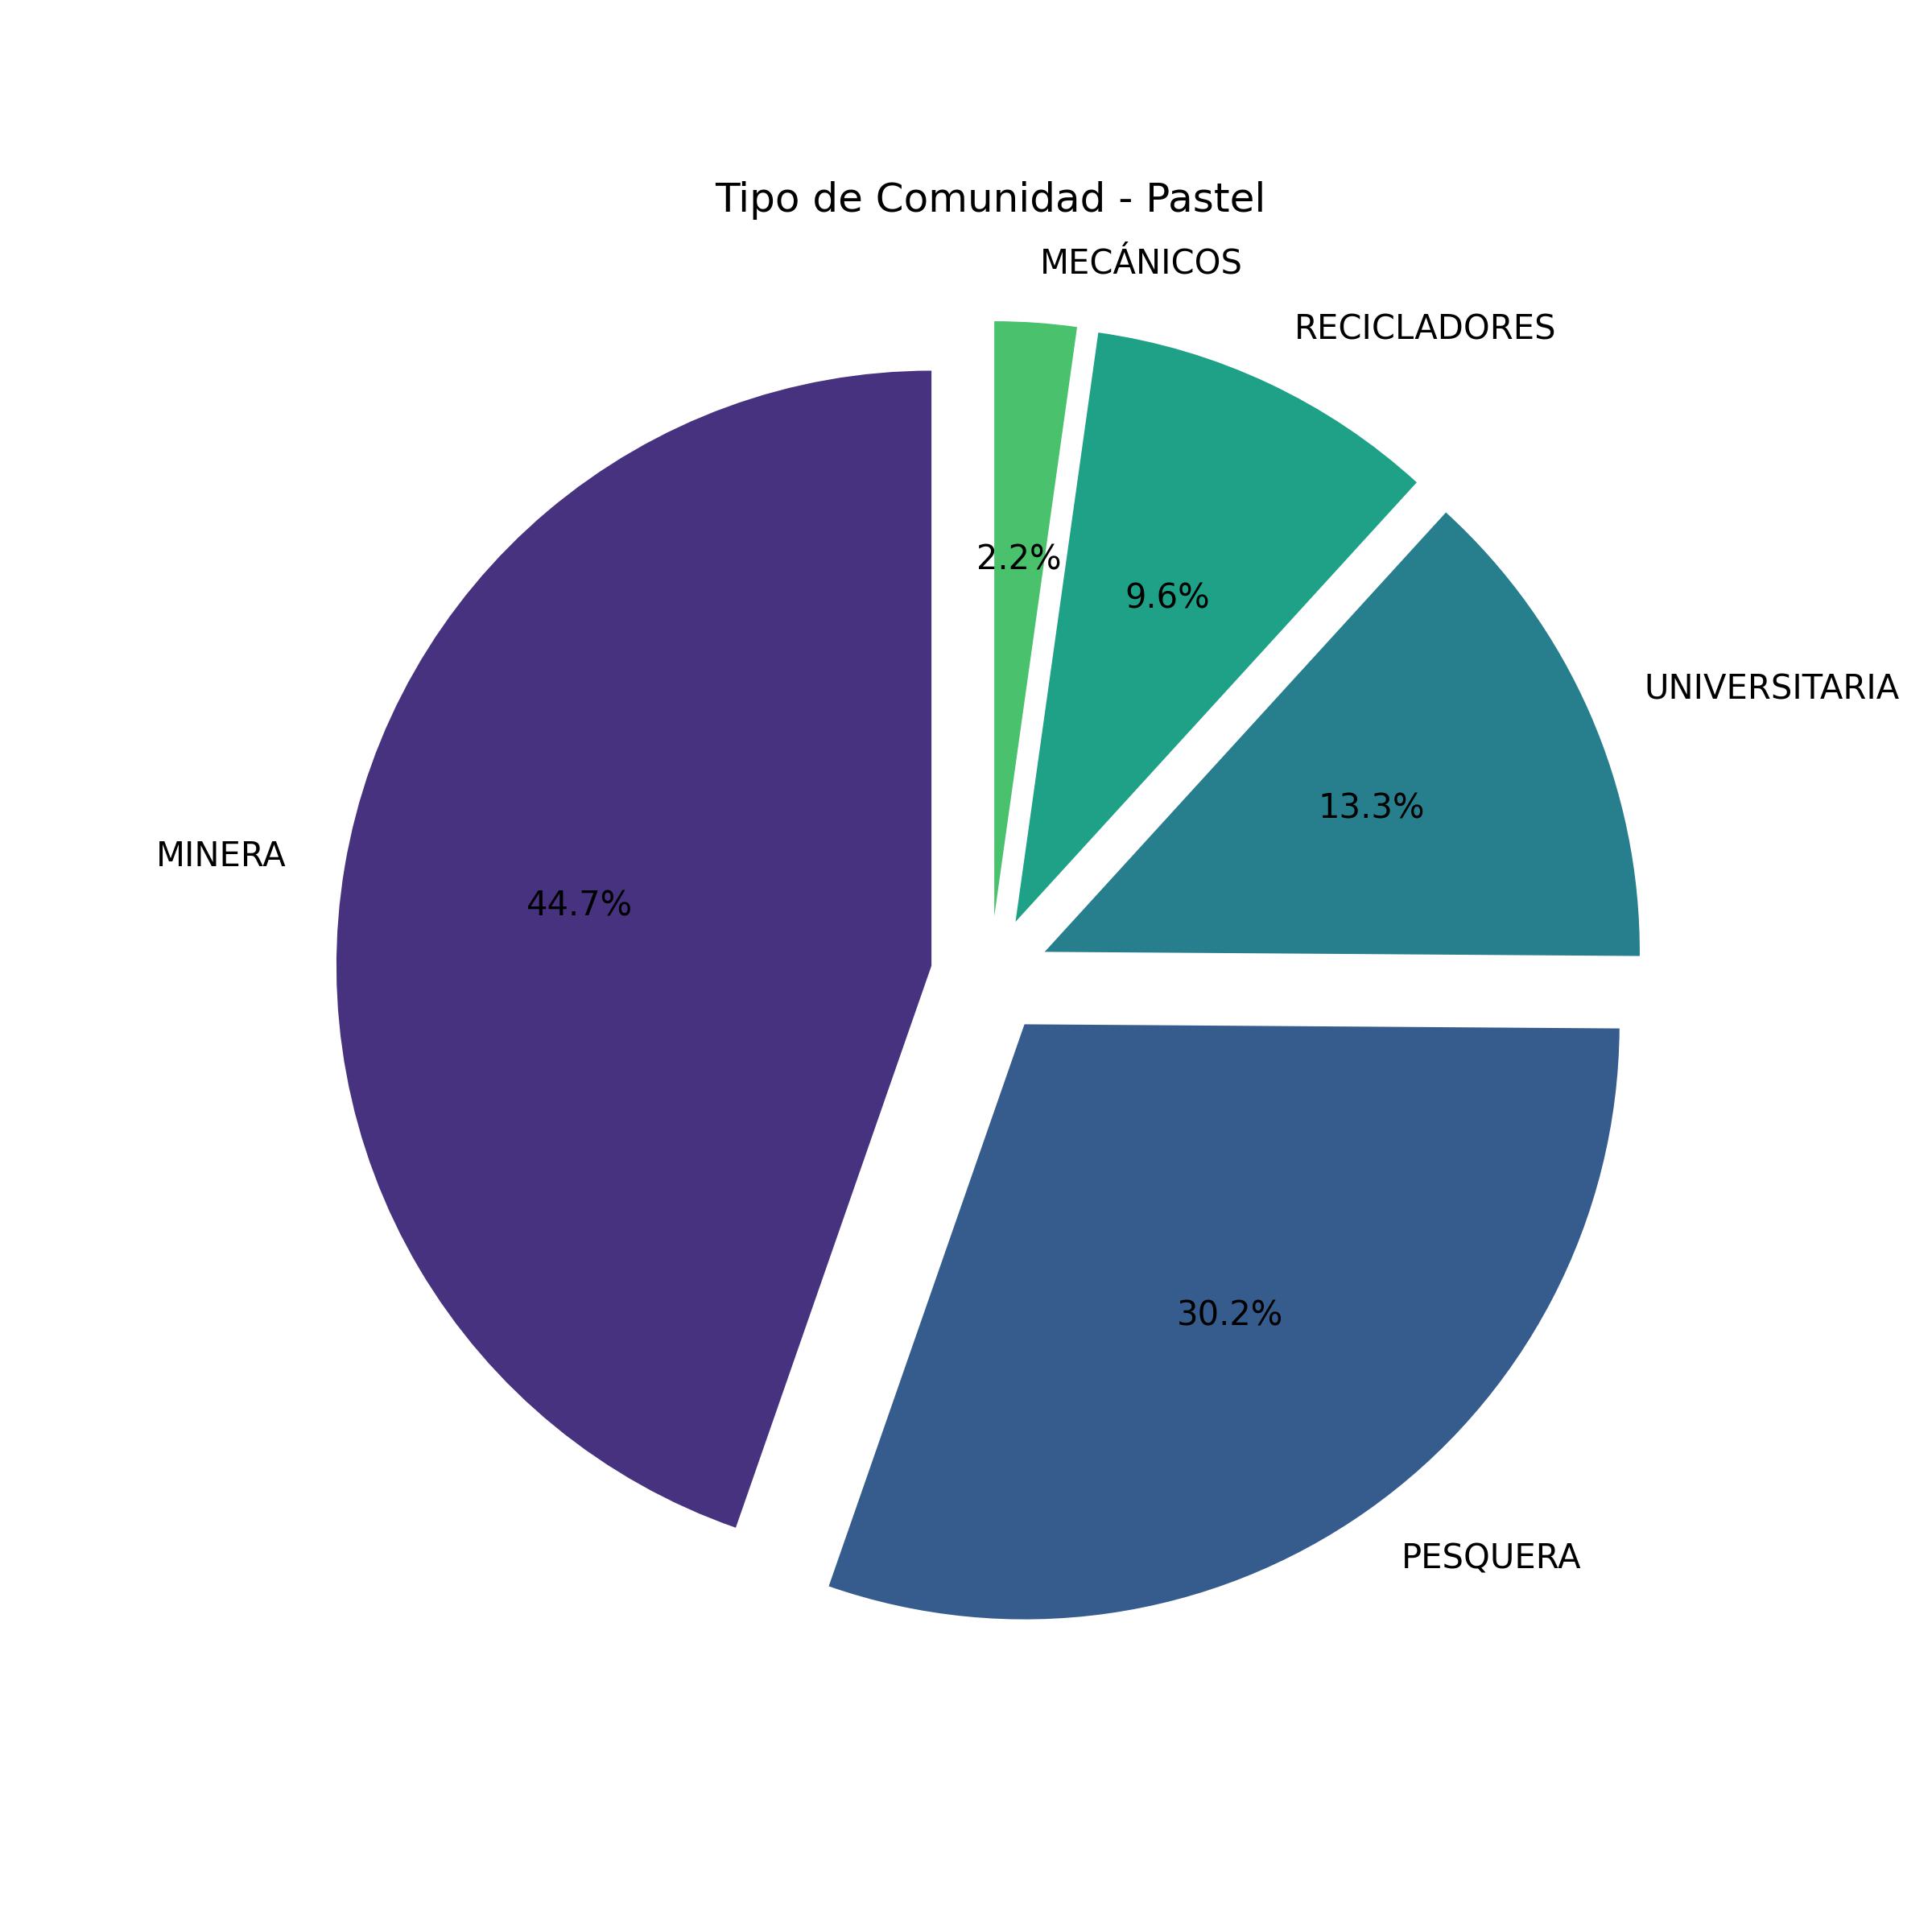 Tipo de Comunidad - Pastel
MECÁNICOS
RECICLADORES
2.2%
9.6%
UNIVERSITARIA
13.3%
MINERA
44.7%
30.2%
PESQUERA